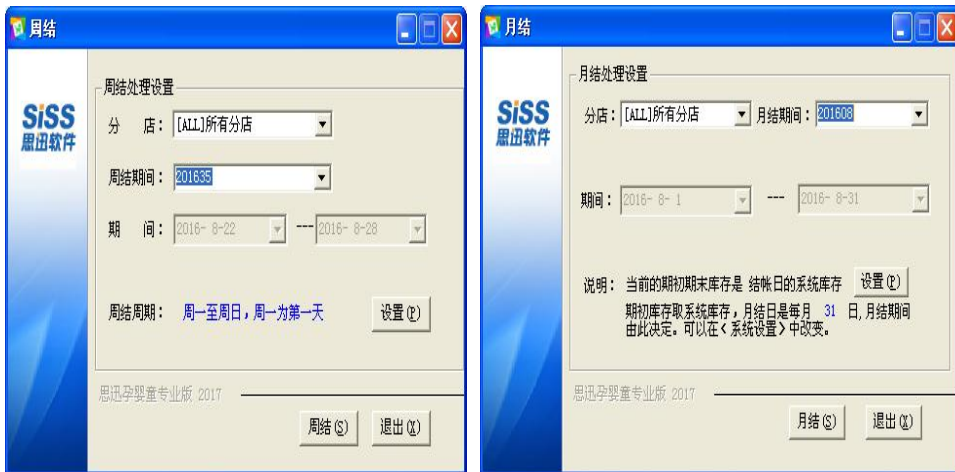 周结
周结处理设置
SiSS
思迅软件
分 店： [ALL]所有分店
周结期间： 201635
期 间： 2016- 8-22 --- 2016- 8-28
周结周期： 周一至周日，周一为第一天 设置(P)
思迅孕婴童专业版 2017
周结(S) 退出(X)
月结
月结处理设置
SiSS
思迅软件
分店： [ALL]所有分店 月结期间： 201608
期间： 2016- 8- 1 --- 2016- 8-31
说明： 当前的期初期末库存是 结帐日的系统库存 设置(P)
期初库存取系统库存，月结日是每月 31 日,月结期间
由此决定。可以在<系统设置>中改变。
思迅孕婴童专业版 2017
月结(S) 退出(X)